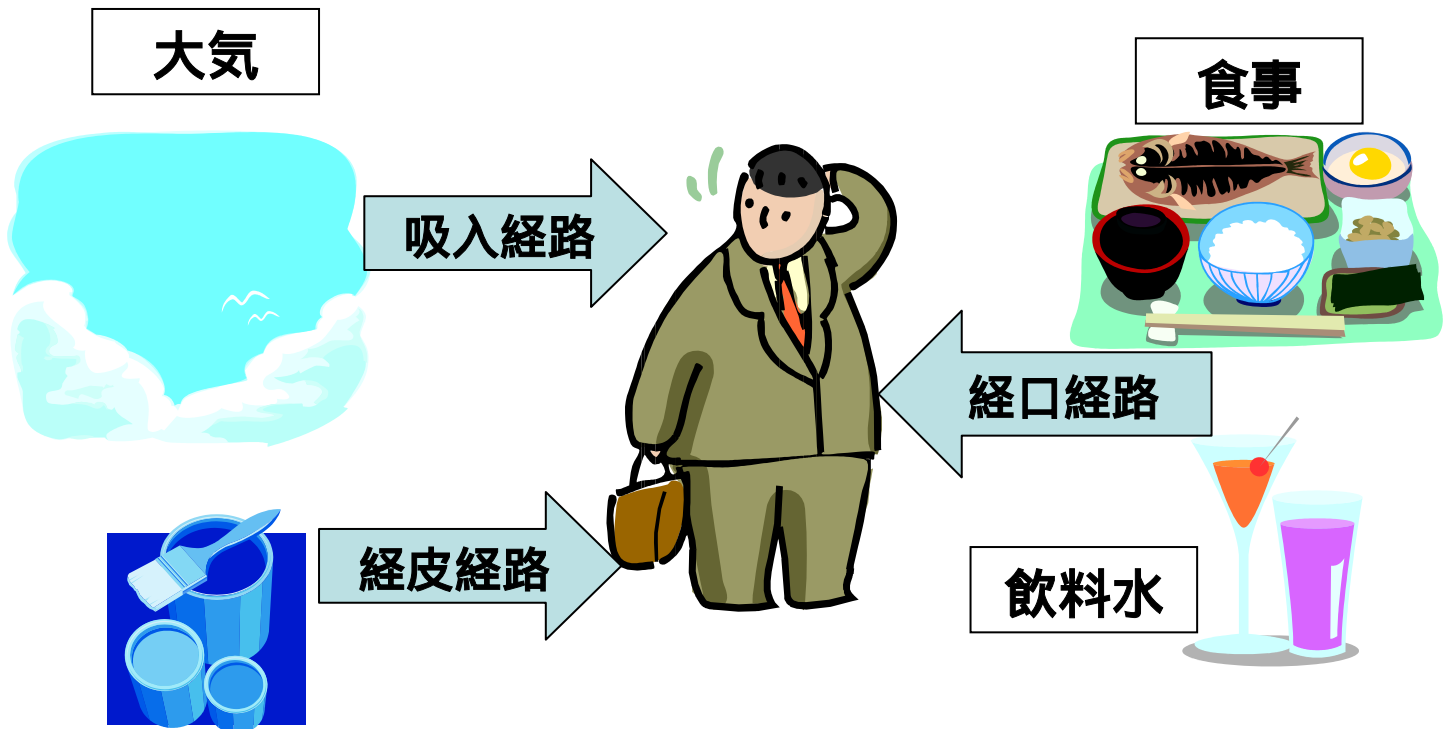 大気
食事
吸入経路
経口経路
経皮経路
飲料水